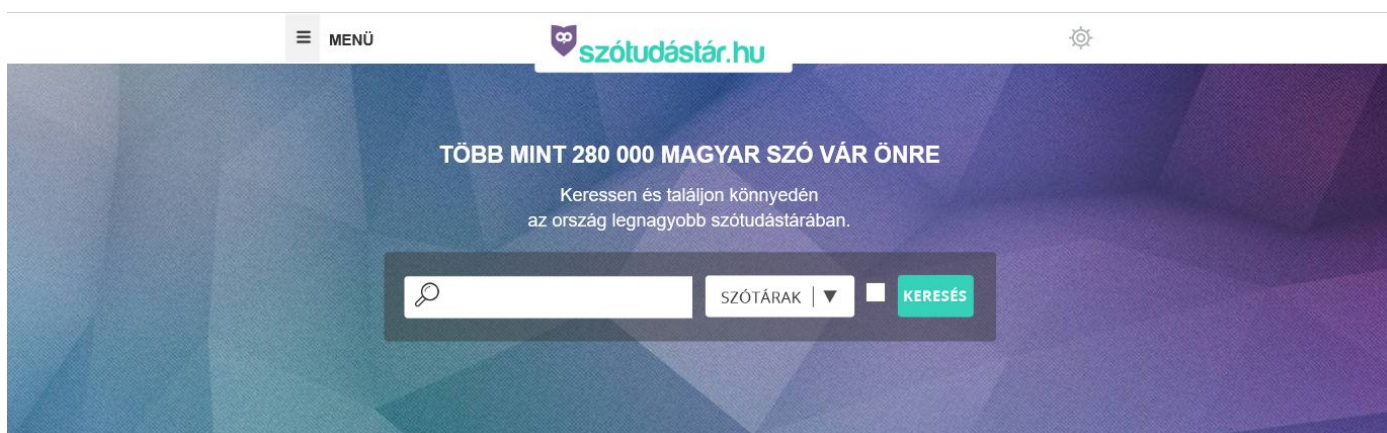 MENÜ
szótudástár.hu
TÖBB MINT 280 000 MAGYAR SZÓ VÁR ÖNRE
Keressen és találjon könnyedén
az ország legnagyobb szótudástárában.
SZÓTÁRAK
KERESÉS